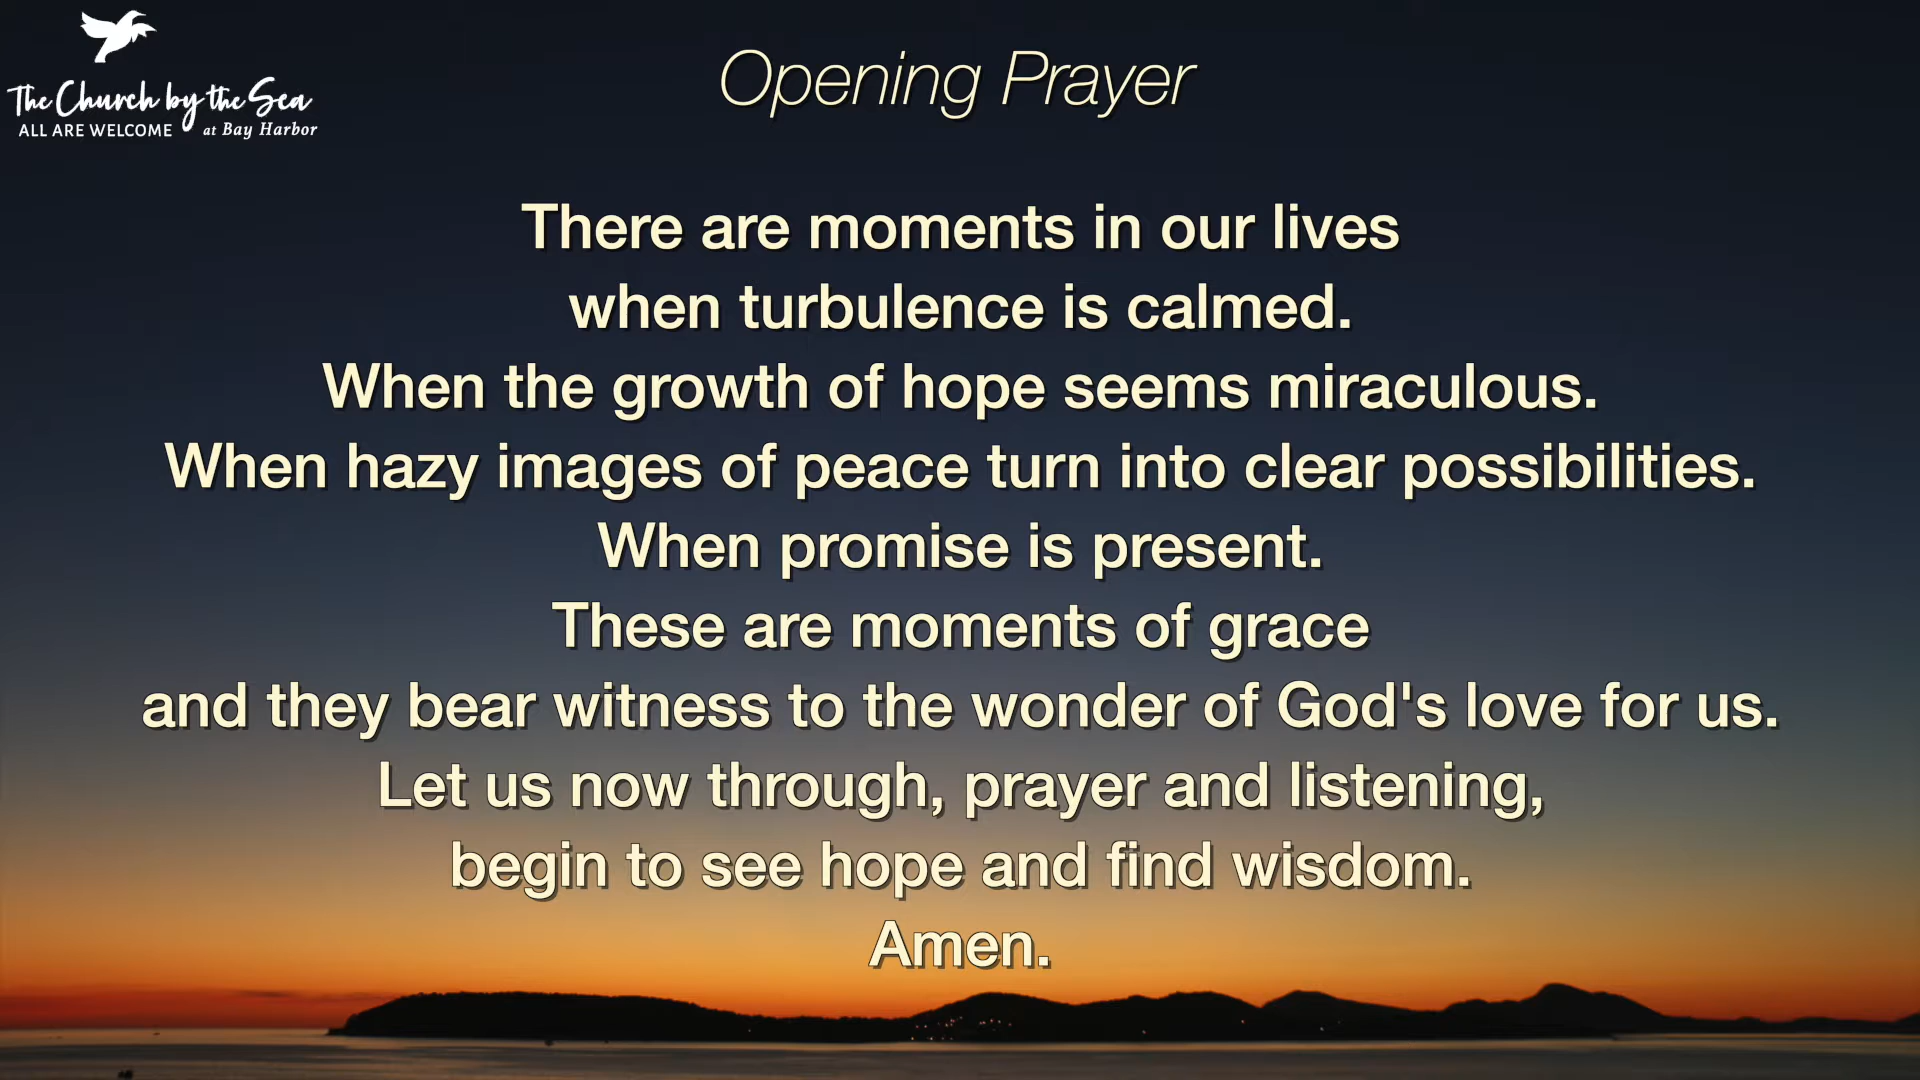 The Church by the Sea
ALL ARE WELCOME at Bay Harbor
Opening Prayer
There are moments in our lives
when turbulence is calmed.
When the growth of hope seems miraculous.
When hazy images of peace turn into clear possibilities.
When promise is present.
These are moments of grace
and they bear witness to the wonder of God's love for us.
Let us now through, prayer and listening,
begin to see hope and find wisdom.
Amen.